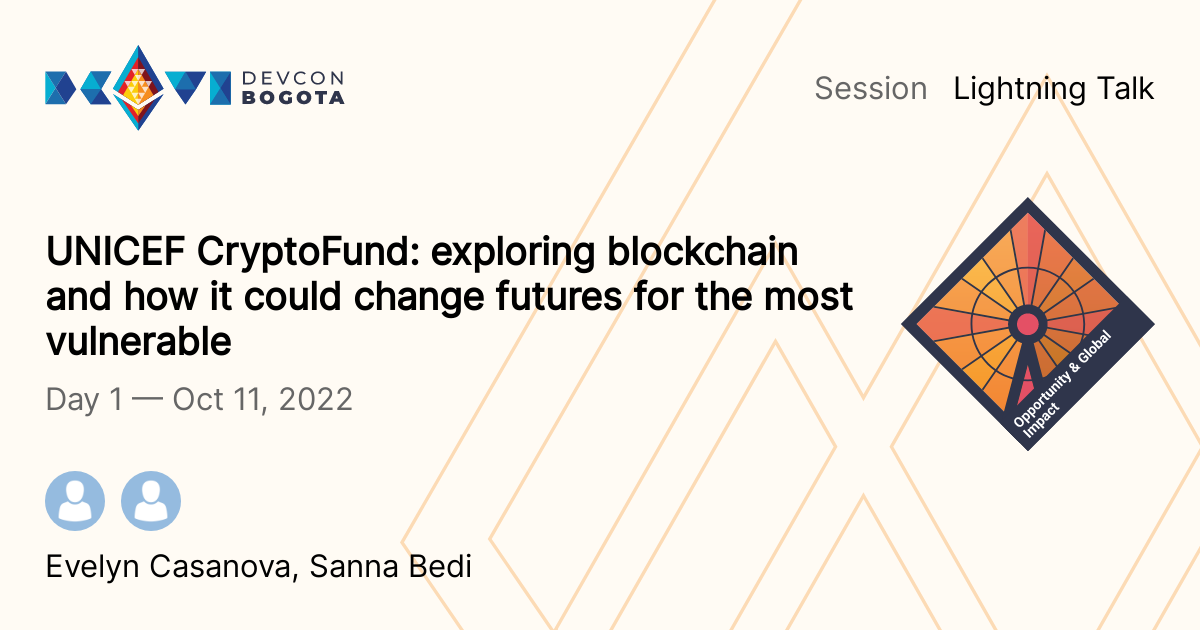 DEVCON
BOGOTA
Session Lightning Talk
UNICEF CryptoFund: exploring blockchain
and how it could change futures for the most
vulnerable
Day 1 — Oct 11, 2022
Opportunity & Global
Impact
Evelyn Casanova, Sanna Bedi